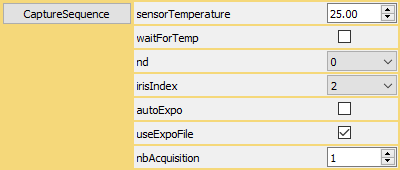 CaptureSequence
sensorTemperature 25.00
waitForTemp
nd 0
irisIndex 2
autoExpo
useExpoFile
nbAcquisition 1